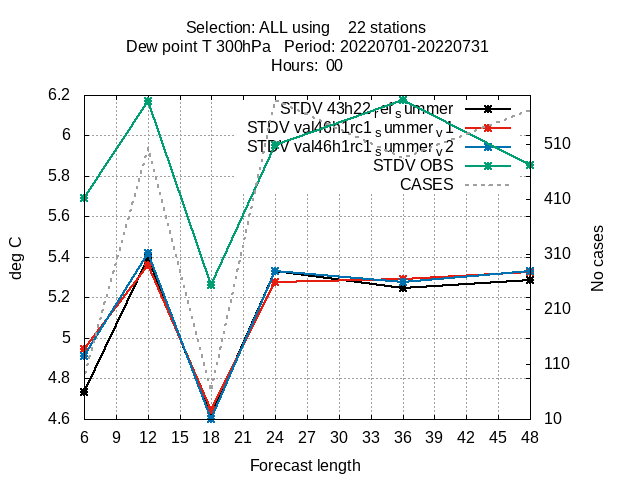 Selection: ALL using 22 stations
Dew point T 300hPa Period: 20220701-20220731
Hours: 00
STDV 43h22_rer_summer
STDV val46h1rc1_summer_v1
STDV val46h1rc1_summer_v2
STDV OBS
CASES
6.2
6
5.8
5.6
5.4
5.2
5
4.8
4.6
deg C
510
410
310
210
110
10
No cases
6 9 12 15 18 21 24 27 30 33 36 39 42 45 48
Forecast length